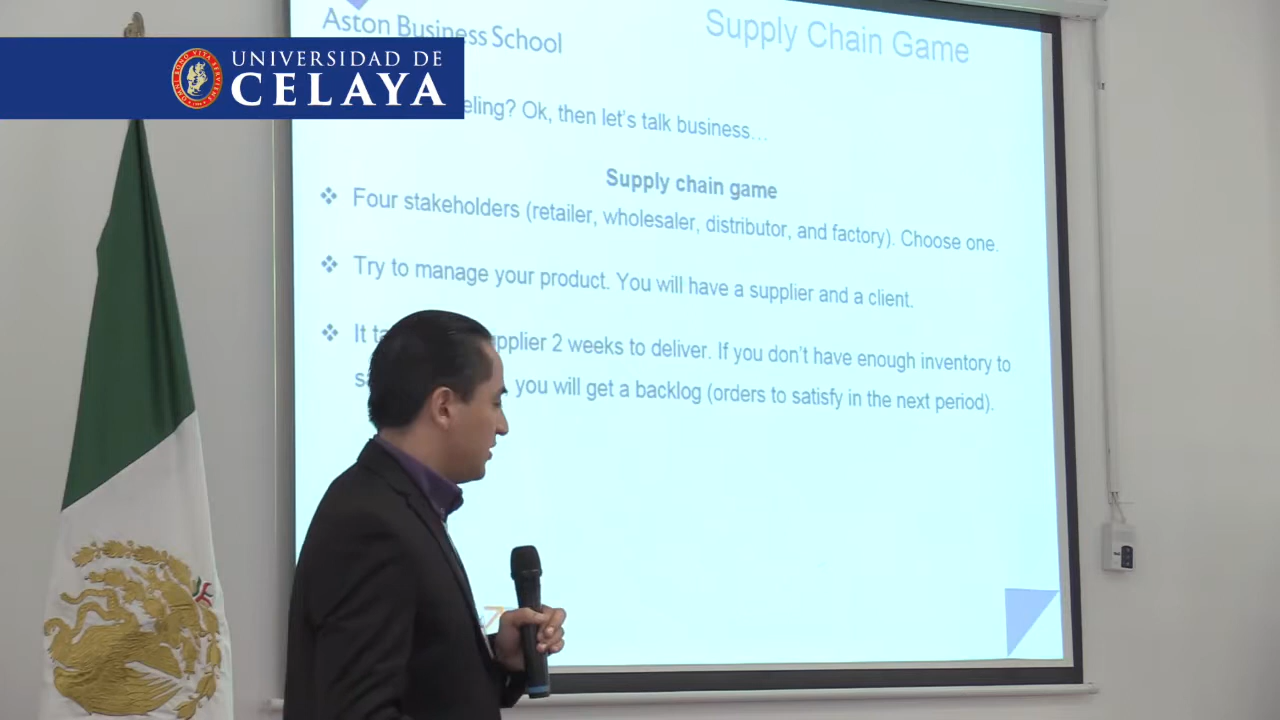 Aston Business School
Supply Chain Game
UNIVERSIDAD DE
CELAYA
eling? Ok, then let's talk business...
Supply chain game
Four stakeholders (retailer, wholesaler, distributor, and factory). Choose one.
Try to manage your product. You will have a supplier and a client.
It ta pplier 2 weeks to deliver. If you don't have enough inventory to
sa you will get a backlog (orders to satisfy in the next period).